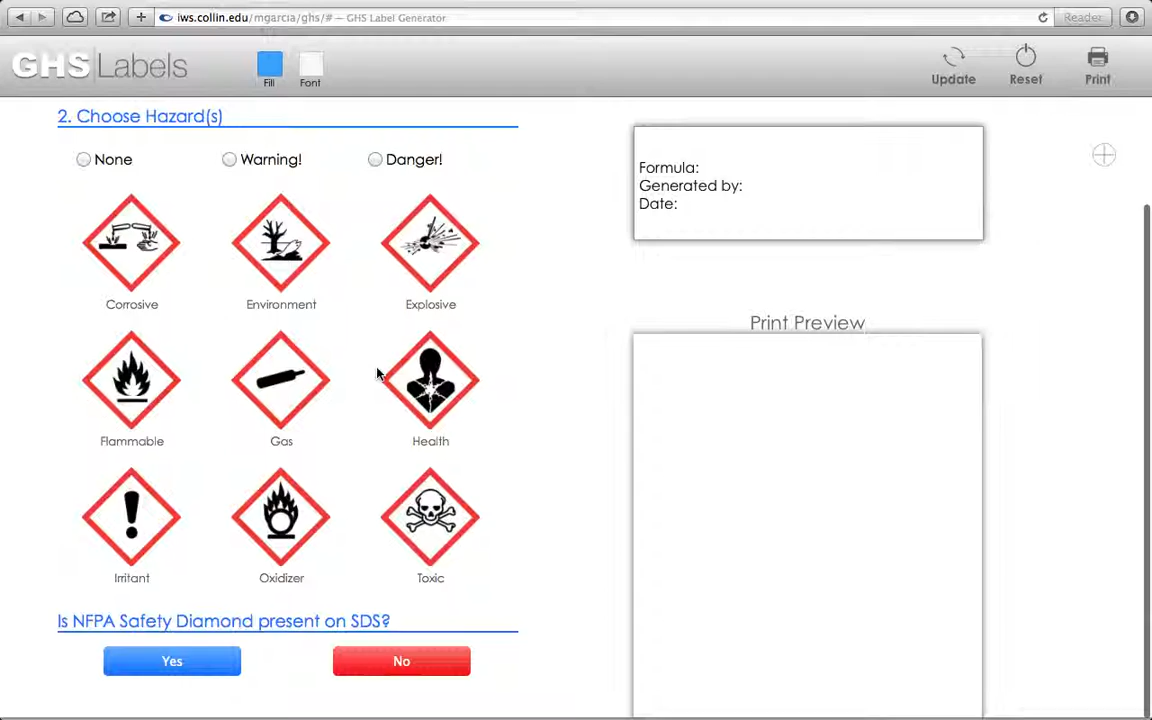 iws.collin.edu/mgarcia/ghs/# — GHS Label Generator
Reader
GHS|Labels
Fill
Font
Update
Reset
Print
2. Choose Hazard(s)
None
Warning!
Danger!
Corrosive
Environment
Explosive
Flammable
Gas
Health
Irritant
Oxidizer
Toxic
Is NFPA Safety Diamond present on SDS?
Yes
No
Formula:
Generated by:
Date:
Print Preview